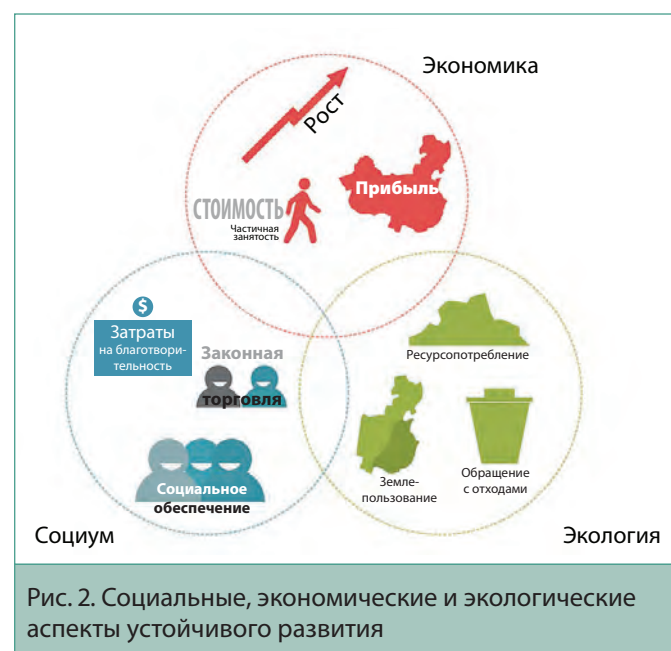 Экономика
Рост
Прибыль
СТОИМОСТЬ
Частичная
занятость
$
Затраты
на благотвори-
тельность
Законная
торговля
Социальное
обеспечение
Социум
Ресурсопотребление
Земле-
пользование
Обращение
с отходами
Экология
Рис. 2. Социальные, экономические и экологические
аспекты устойчивого развития